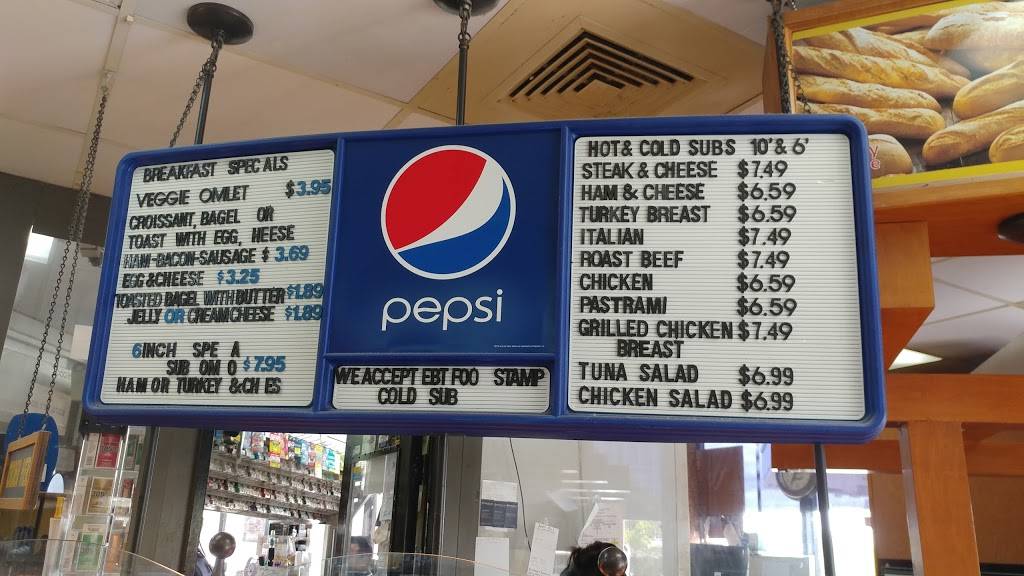 BREAKFAST SPEC ALS
VEGGIE OMLET $3.95
CROISSANT, BAGEL OR
TOAST WITH EGG, HEESE
HAM-BACON-SAUSAGE $ 3.69
EGG &CHEESE $3.25
TOASTED BAGEL WITH BUTTER $1.89
JELLY OR CREAMCHEESE $1.89
6INCH SPE A
SUB OM O $7.95
HAM OR TURKEY &CH ES
pepsi
WE ACCEPT EBT FOO STAMP
COLD SUB
HOT & COLD SUBS 10'& 6'
STEAK & CHEESE $7.49
HAM & CHEESE $6.59
TURKEY BREAST $6.59
ITALIAN $7.49
ROAST BEEF $7.49
CHICKEN $6.59
PASTRAMI $6.59
GRILLED CHICKEN $7.49
BREAST
TUNA SALAD $6.99
CHICKEN SALAD $6.99